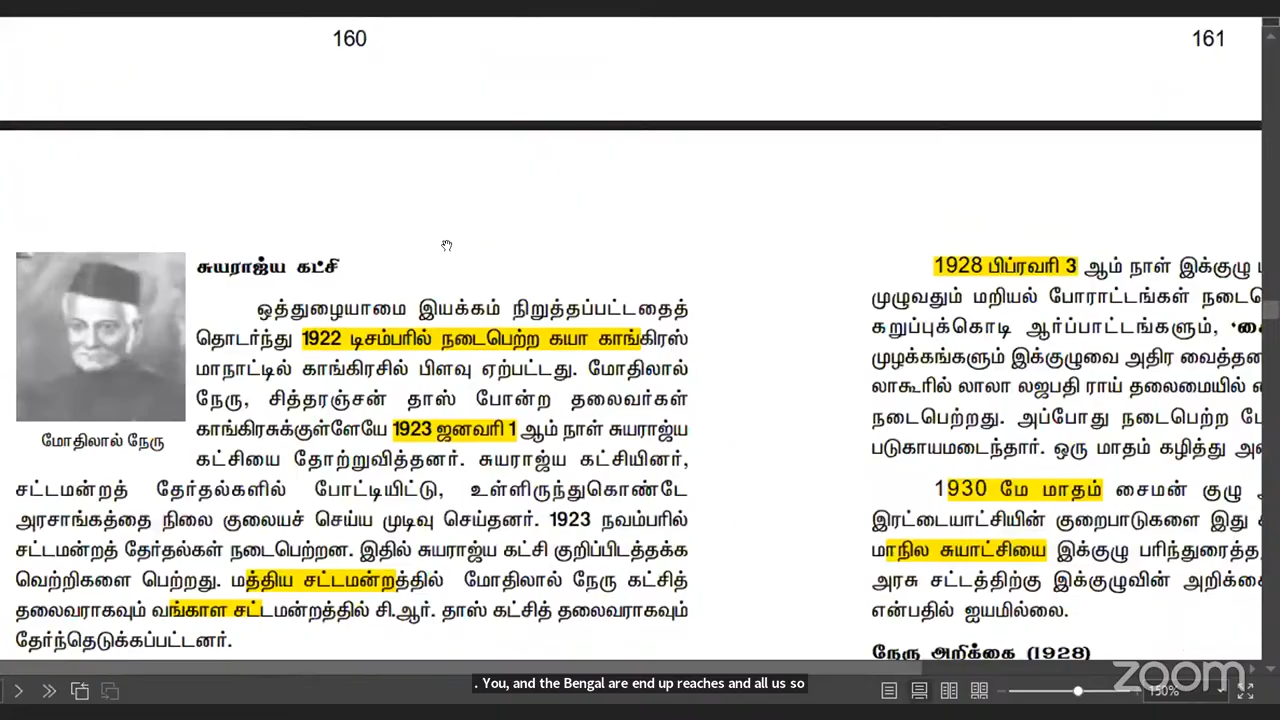 160
161
சுயராஜ்ய கட்சி
ஒத்துழையாமை இயக்கம் நிறுத்தப்பட்டதைத்
தொடர்ந்து 1922 டிசம்பரில் நடைபெற்ற கயா காங்கிரஸ்
மாநாட்டில் காங்கிரசில் பிளவு ஏற்பட்டது. மோதிலால்
நேரு, சித்தரஞ்சன் தாஸ் போன்ற தலைவர்கள்
காங்கிரசுக்குள்ளேயே 1923 ஜனவரி 1 ஆம் நாள் சுயராஜ்ய
கட்சியை தோற்றுவித்தனர். சுயராஜ்ய கட்சியினர்,
சட்டமன்றத் தேர்தல்களில் போட்டியிட்டு, உள்ளிருந்துகொண்டே
அரசாங்கத்தை நிலை குலையச் செய்ய முடிவு செய்தனர். 1923 நவம்பரில்
சட்டமன்றத் தேர்தல்கள் நடைபெற்றன. இதில் சுயராஜ்ய கட்சி குறிப்பிடத்தக்க
வெற்றிகளை பெற்றது. மத்திய சட்டமன்றத்தில் மோதிலால் நேரு கட்சித்
தலைவராகவும் வங்காள சட்டமன்றத்தில் சி.ஆர். தாஸ் கட்சித் தலைவராகவும்
தேர்ந்தெடுக்கப்பட்டனர்.
மோதிலால் நேரு
1928 பிப்ரவரி 3 ஆம் நாள் இக்குழு
முழுவதும் மறியல் போராட்டங்கள்
கறுப்புக்கொடி ஆர்ப்பாட்டங்களும்,
முழக்கங்களும் இக்குழுவை அதிர
லாகூரில் லாலா லஜபதி ராய் தலைமையில்
நடைபெற்றது. அப்போது நடைபெற்ற
படுகாயமடைந்தார். ஒரு மாதம் கழித்து
1930 மே மாதம் சைமன் குழு
இரட்டையாட்சியின் குறைபாடுகளை இது
மாநில சுயாட்சியை இக்குழு
அரசு சட்டத்திற்கு இக்குழுவின்
என்பதில் ஐயமில்லை.
நேரு அறிக்கை (1928)
zoom
150%
. You, and the Bengal are end up reaches and all us so